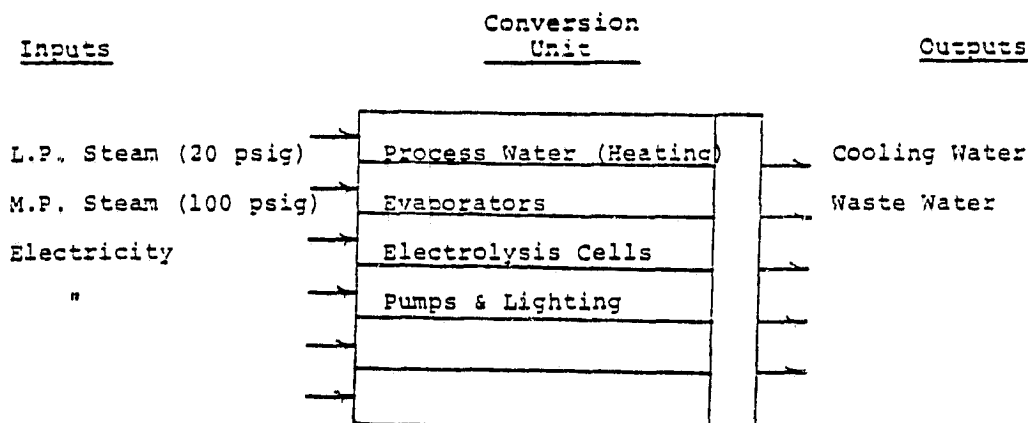 Inputs
Conversion
Unit
Outputs
L.P. Steam (20 psig)
Process Water (Heating)
Cooling Water
M.P. Steam (100 psig)
Evaporators
Waste Water
Electricity
Electrolysis Cells
"
Pumps & Lighting